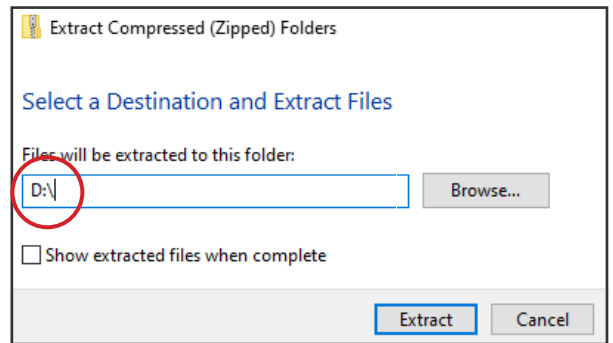 Extract Compressed (Zipped) Folders
Select a Destination and Extract Files
Files will be extracted to this folder:
D:\
Browse...
Show extracted files when complete
Extract
Cancel